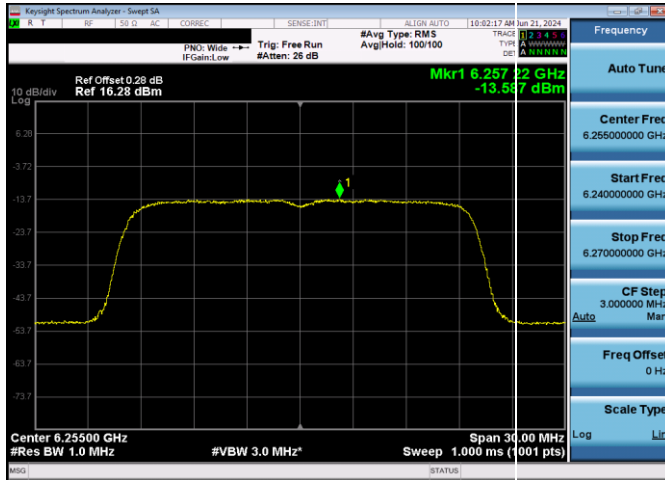 Keysight Spectrum Analyzer - Swept SA
R T RF 50 Ω AC CORREC SENSE:INT ALIGN AUTO 10:02:17 AM Jun 21, 2024
PNO: Wide Trig: Free Run #Avg Type: RMS TRACE 1 2 3 4 5 6
IFGain:Low #Atten: 26 dB Avg|Hold: 100/100 TYPE A WWWWW
DET A N N N N N
Frequency
Auto Tune
Center Freq
6.255000000 GHz
Start Freq
6.240000000 GHz
Stop Freq
6.270000000 GHz
CF Step
3.000000 MHz
Auto Man
Freq Offset
0 Hz
Scale Type
Log Lin
Mkr1 6.257 22 GHz
-13.587 dBm
Ref Offset 0.28 dB
10 dB/div Ref 16.28 dBm
Log
6.28
-3.72
-13.7
-23.7
-33.7
-43.7
-53.7
-63.7
-73.7
1
Center 6.25500 GHz Span 30.00 MHz
#Res BW 1.0 MHz #VBW 3.0 MHz* Sweep 1.000 ms (1001 pts)
MSG STATUS